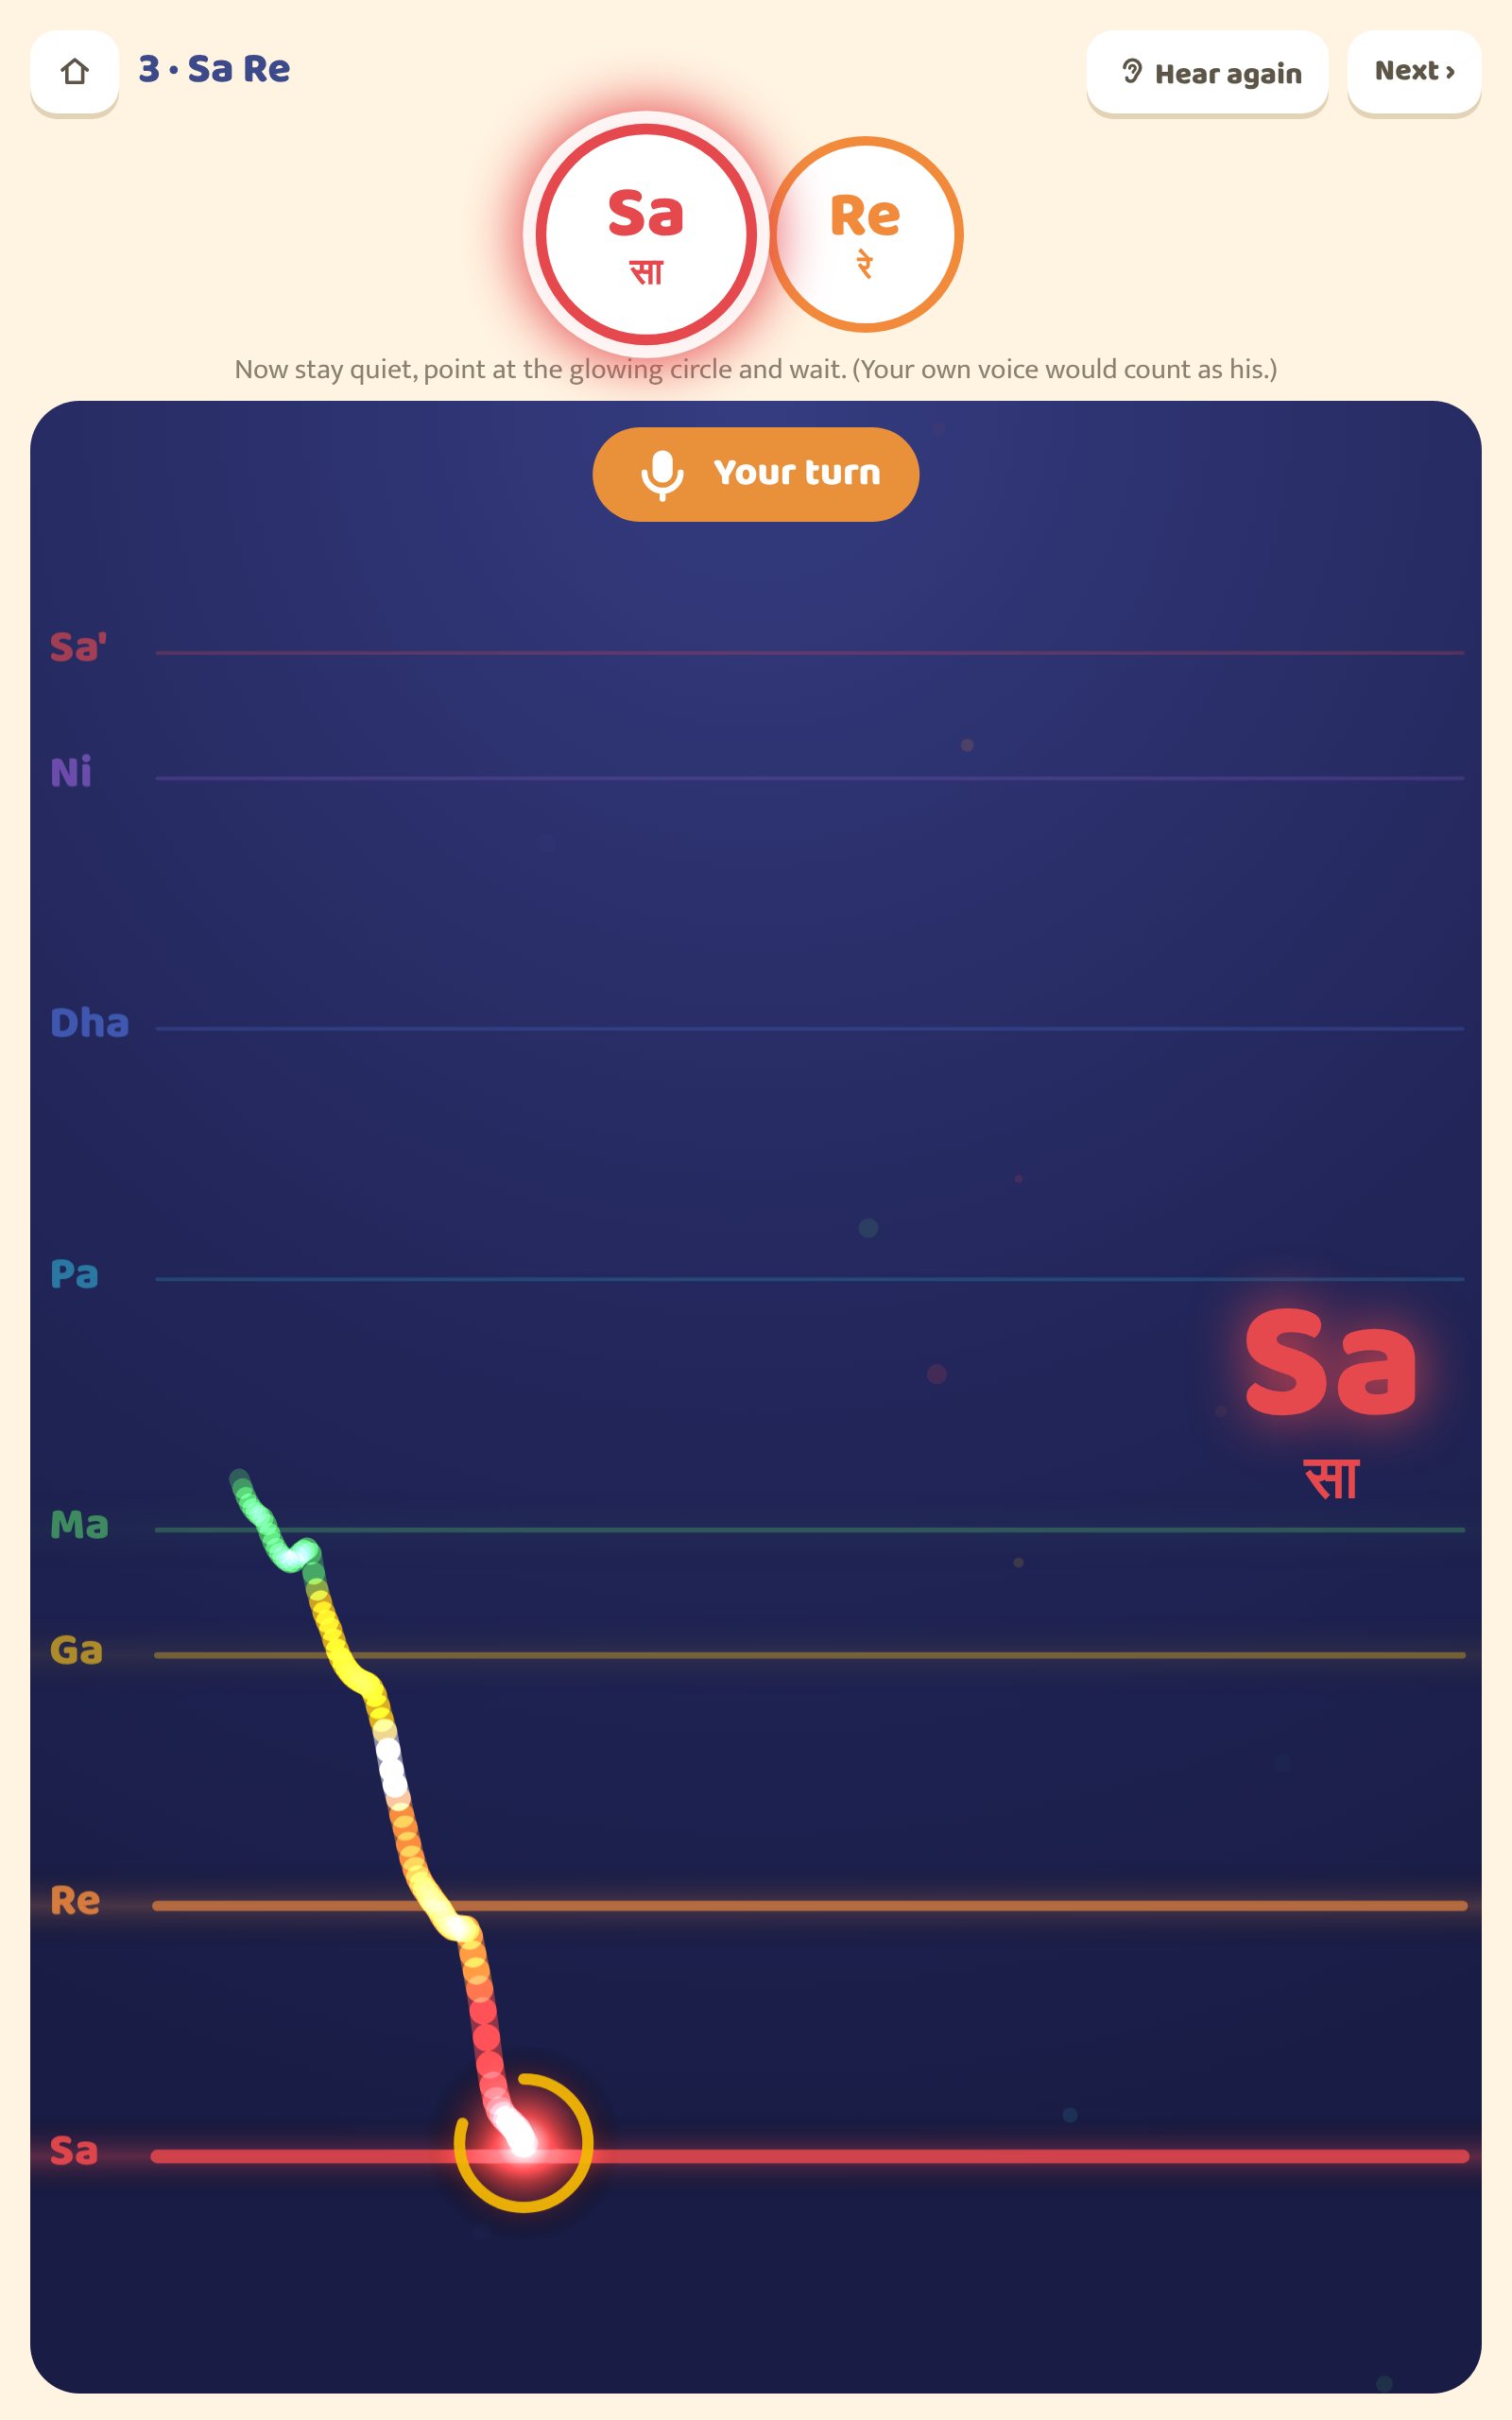 3 · Sa Re
Hear again
Next ›
Sa
सा
Re
रे
Now stay quiet, point at the glowing circle and wait. (Your own voice would count as his.)
Your turn
Sa'
Ni
Dha
Pa
Sa
सा
Ma
Ga
Re
Sa